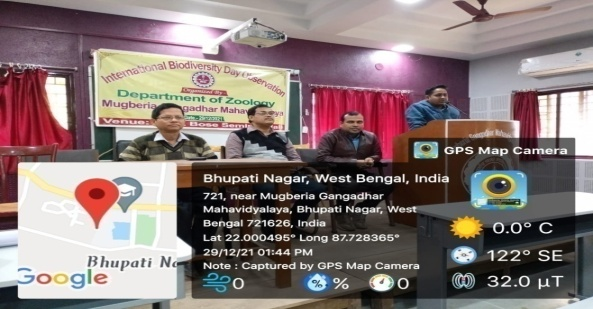 International Biodiversity Day Observation
Organized By
Department of Zoology
Mugberia Gangadhar Mahavidyalaya
Venue: Bose Semi
GPS Map Camera
Bhupati Nagar, West Bengal, India
721, near Mugberia Gangadhar
Mahavidyalaya, Bhupati Nagar, West
Bengal 721626, India
Lat 22.000495° Long 87.728365°
29/12/21 01:44 PM
Note : Captured by GPS Map Camera
0
%
0
0.0° C
122° SE
32.0 µT
Bhupati Na
Google